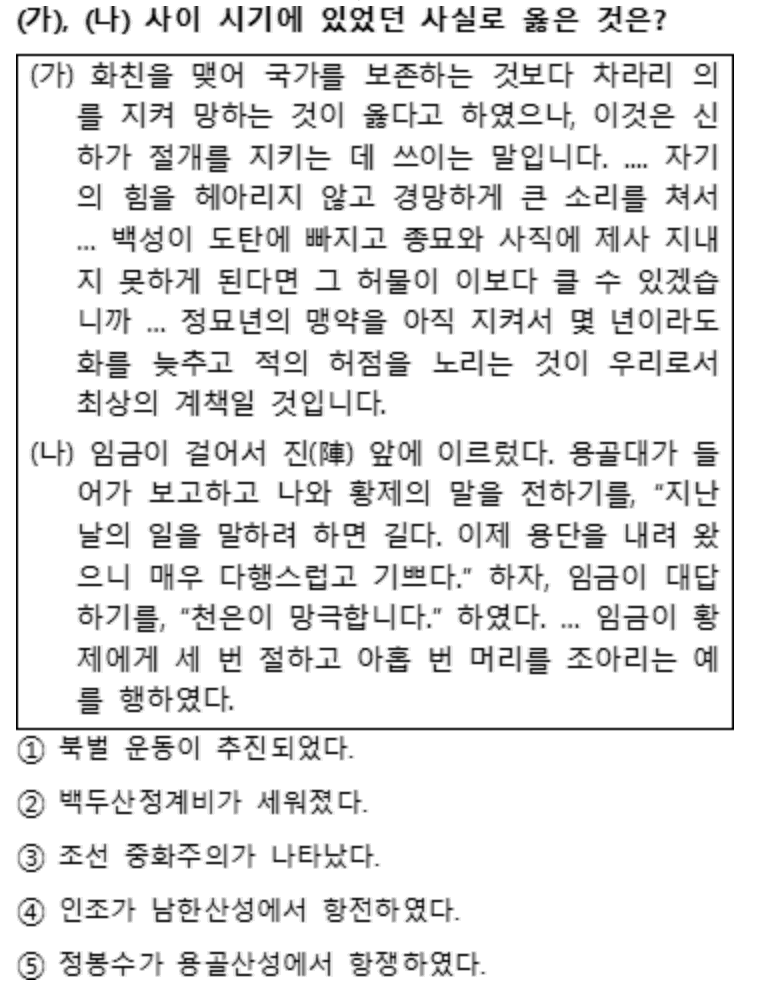 (가), (나) 사이 시기에 있었던 사실로 옳은 것은?
(가) 화친을 맺어 국가를 보존하는 것보다 차라리 의
를 지켜 망하는 것이 옳다고 하였으나, 이것은 신
하가 절개를 지키는 데 쓰이는 말입니다. .... 자기
의 힘을 헤아리지 않고 경망하게 큰 소리를 쳐서
... 백성이 도탄에 빠지고 종묘와 사직에 제사 지내
지 못하게 된다면 그 허물이 이보다 클 수 있겠습
니까 ... 정묘년의 맹약을 아직 지켜서 몇 년이라도
화를 늦추고 적의 허점을 노리는 것이 우리로서
최상의 계책일 것입니다.
(나) 임금이 걸어서 진(陣) 앞에 이르렀다. 용골대가 들
어가 보고하고 나와 황제의 말을 전하기를, “지난
날의 일을 말하려 하면 길다. 이제 용단을 내려 왔
으니 매우 다행스럽고 기쁘다.” 하자, 임금이 대답
하기를, “천은이 망극합니다.” 하였다. ... 임금이 황
제에게 세 번 절하고 아홉 번 머리를 조아리는 예
를 행하였다.
① 북벌 운동이 추진되었다.
② 백두산정계비가 세워졌다.
③ 조선 중화주의가 나타났다.
④ 인조가 남한산성에서 항전하였다.
⑤ 정봉수가 용골산성에서 항쟁하였다.